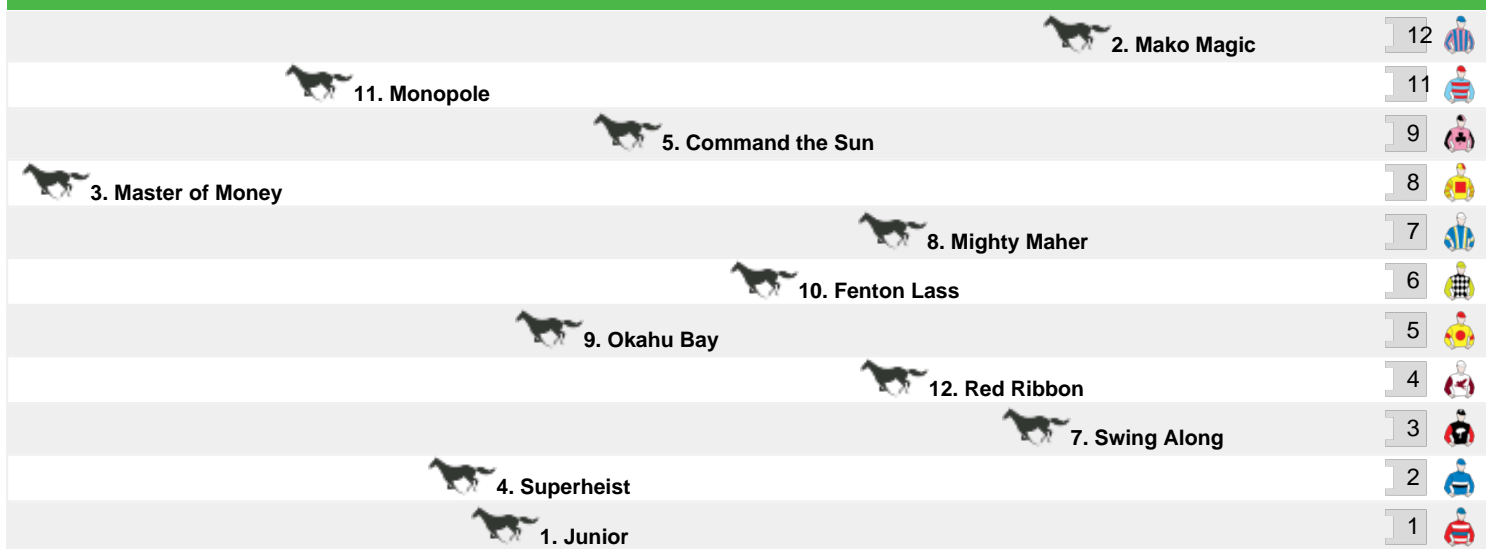 2. Mako Magic 12
11. Monopole 11
5. Command the Sun 9
3. Master of Money 8
8. Mighty Maher 7
10. Fenton Lass 6
9. Okahu Bay 5
12. Red Ribbon 4
7. Swing Along 3
4. Superheist 2
1. Junior 1